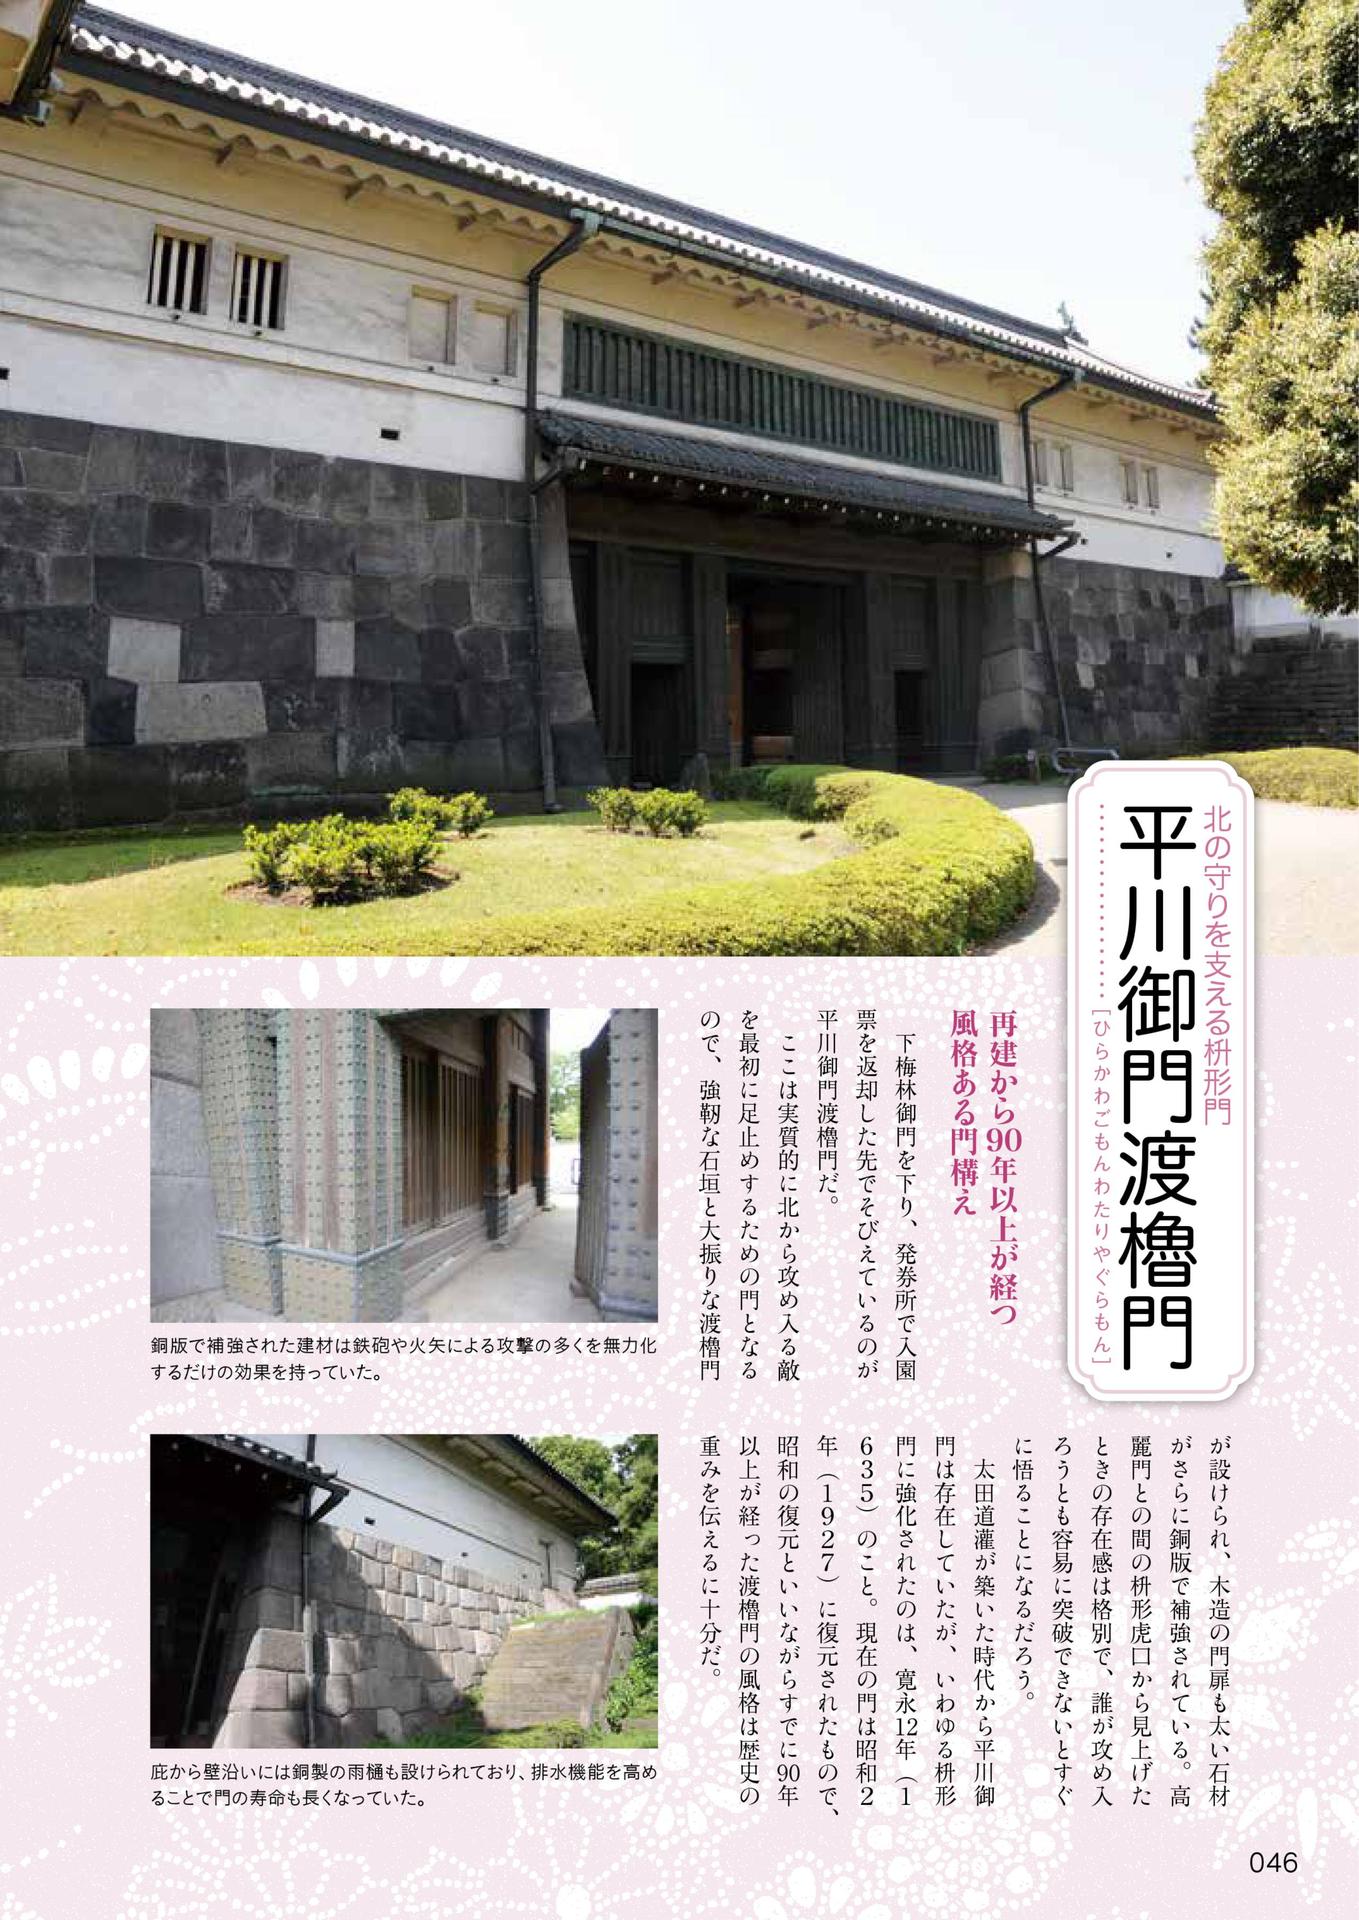 北の守りを支える枡形門
平川御門渡櫓門
［ひらかわごもんわたりやぐらもん］
再建から90年以上が経つ
風格ある門構え
下梅林御門を下り、発券所で入園
票を返却した先でそびえているのが
平川御門渡櫓門だ。
ここは実質的に北から攻め入る敵
を最初に足止めするための門となる
ので、強靭な石垣と大振りな渡櫓門
が設けられ、木造の門扉も太い石材
がさらに銅版で補強されている。高
麗門との間の枡形虎口から見上げた
ときの存在感は格別で、誰が攻め入
ろうとも容易に突破できないとすぐ
に悟ることになるだろう。
太田道灌が築いた時代から平川御
門は存在していたが、いわゆる枡形
門に強化されたのは、寛永12年（1
635）のこと。現在の門は昭和2
年（1927）に復元されたもので、
昭和の復元といいながらすでに90年
以上が経った渡櫓門の風格は歴史の
重みを伝えるに十分だ。
銅版で補強された建材は鉄砲や火矢による攻撃の多くを無力化
するだけの効果を持っていた。
庇から壁沿いには銅製の雨樋も設けられており、排水機能を高め
ることで門の寿命も長くなっていた。
046